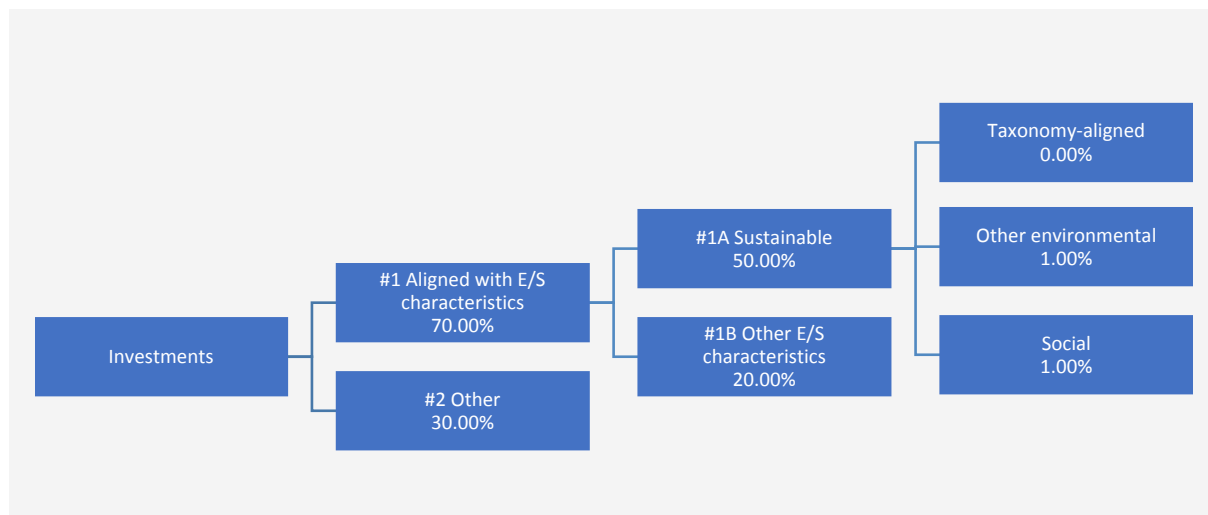 Investments
#1 Aligned with E/S
characteristics
70.00%
#2 Other
30.00%
#1A Sustainable
50.00%
#1B Other E/S
characteristics
20.00%
Taxonomy-aligned
0.00%
Other environmental
1.00%
Social
1.00%